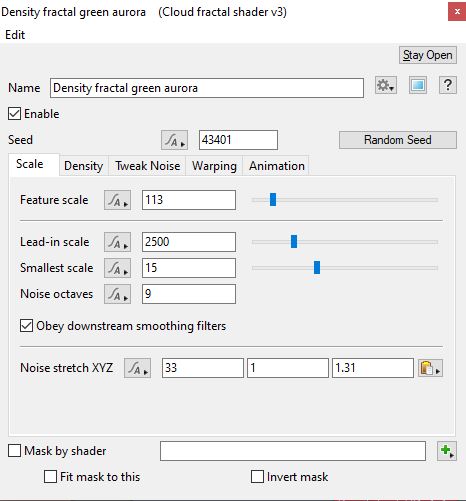 Density fractal green aurora (Cloud fractal shader v3)
Edit
Stay Open
Name Density fractal green aurora ?
Enable
Seed A 43401 Random Seed
Scale Density Tweak Noise Warping Animation
Feature scale A 113
Lead-in scale A 2500
Smallest scale A 15
Noise octaves A 9
Obey downstream smoothing filters
Noise stretch XYZ A 33 1 1.31
Mask by shader
Fit mask to this Invert mask